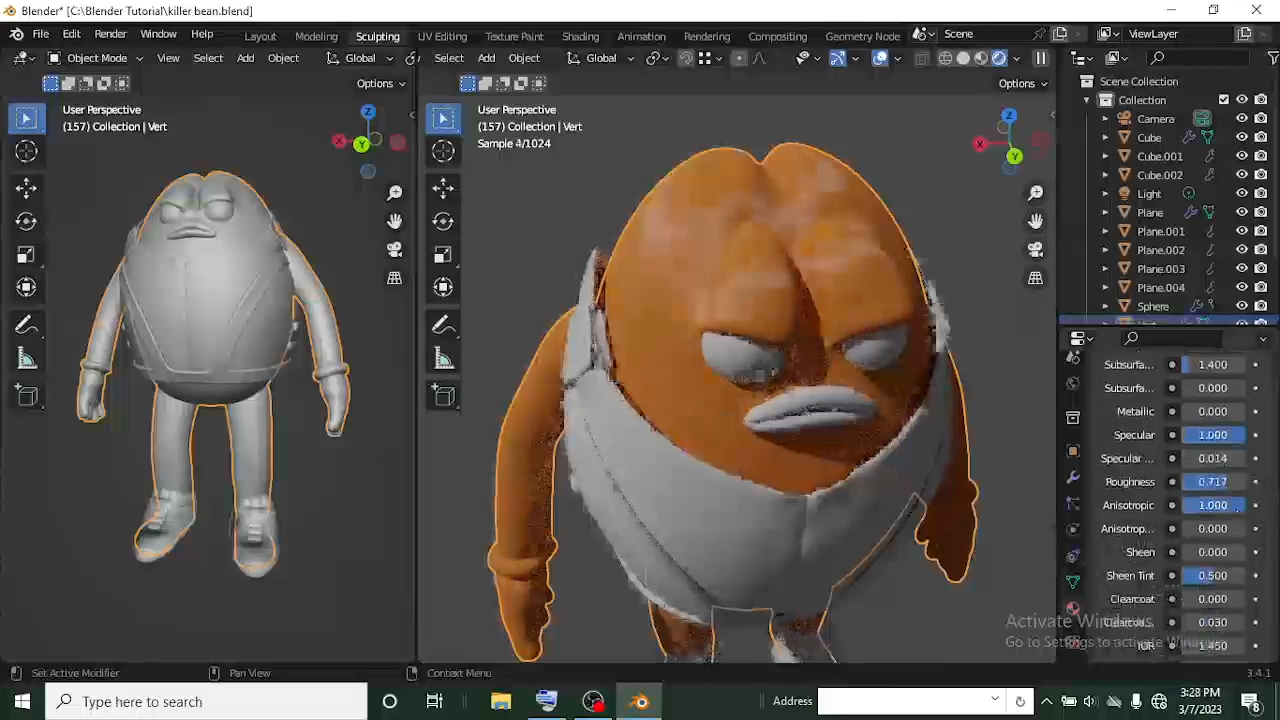 Blender* [C:\Blender Tutorial\killer bean.blend]
File Edit Render Window Help Layout Modeling Sculpting UV Editing Texture Paint Shading Animation Rendering Compositing Geometry Node Scene ViewLayer
Object Mode View Select Add Object Global
Select Add Object Global
Options
Options
User Perspective
(157) Collection | Vert
User Perspective
(157) Collection | Vert
Sample 4/1024
X Y Z
X Y Z
Scene Collection
Collection
Camera
Cube
Cube.001
Cube.002
Light
Plane
Plane.001
Plane.002
Plane.003
Plane.004
Sphere
Subsurfa... 1.400
Subsurfa... 0.000
Metallic 0.000
Specular 1.000
Specular ... 0.014
Roughness 0.717
Anisotropic 1.000
Anisotrop... 0.000
Sheen 0.000
Sheen Tint 0.500
Clearcoat 0.000
0.030
IOR 1.450
Activate Windows
Go to Settings to activate Windows.
Set Active Modifier Pan View Context Menu 3.4.1
Type here to search Address 3:28 PM
3/7/2023
8